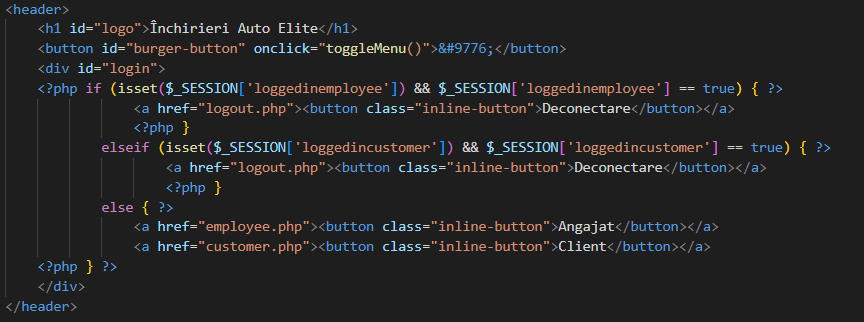 <header>
<h1 id="logo">Închirieri Auto Elite</h1>
<button id="burger-button" onclick="toggleMenu()">&#9776;</button>
<div id="login">
<?php if (isset($_SESSION['loggedinemployee']) && $_SESSION['loggedinemployee'] == true) { ?>
<a href="logout.php"><button class="inline-button">Deconectare</button></a>
<?php }
elseif (isset($_SESSION['loggedincustomer']) && $_SESSION['loggedincustomer'] == true) { ?>
<a href="logout.php"><button class="inline-button">Deconectare</button></a>
<?php }
else { ?>
<a href="employee.php"><button class="inline-button">Angajat</button></a>
<a href="customer.php"><button class="inline-button">Client</button></a>
<?php } ?>
</div>
</header>